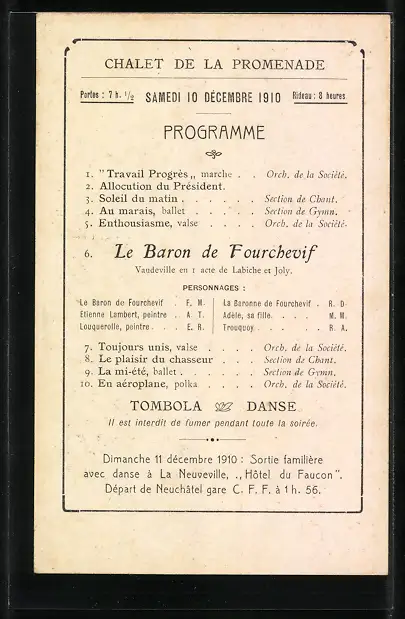 CHALET DE LA PROMENADE
Portes : 7 h. 1/2 SAMEDI 10 DÉCEMBRE 1910 Rideau : 8 heures
PROGRAMME
1. "Travail Progrès„ marche . . Orch. de la Société.
2. Allocution du Président.
3. Soleil du matin . . . . . . Section de Chant.
4. Au marais, ballet . . . . . Section de Gymn.
5. Enthousiasme, valse . . . . Orch. de la Société.
6. Le Baron de Fourchevif
Vaudeville en 1 acte de Labiche et Joly.
PERSONNAGES :
Le Baron de Fourchevif . F. M. La Baronne de Fourchevif . R. D.
Etienne Lambert, peintre . . A. T. Adèle, sa fille . . . . M. M.
Louquerolle, peintre . . . E. R. Trouquoy . . . . . . R. A.
7. Toujours unis, valse . . . . Orch. de la Société.
8. Le plaisir du chasseur . . . Section de Chant.
9. La mi-été, ballet . . . . . Section de Gymn.
10. En aéroplane, polka . . . . Orch. de la Société.
TOMBOLA DANSE
Il est interdit de fumer pendant toute la soirée.
Dimanche 11 décembre 1910 : Sortie familière
avec danse à La Neuveville, „Hôtel du Faucon".
Départ de Neuchâtel gare C. F. F. à 1 h. 56.